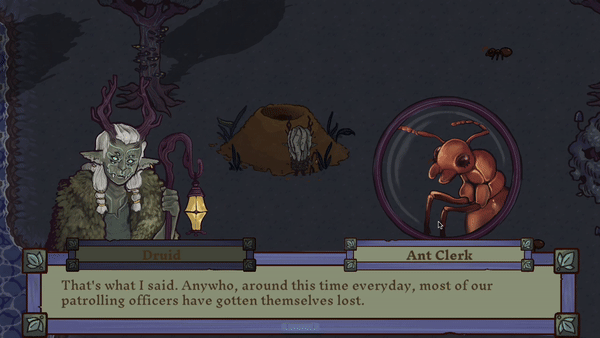 Druid
Ant Clerk
That's what I said. Anywho, around this time everyday, most of our
patrolling officers have gotten themselves lost.